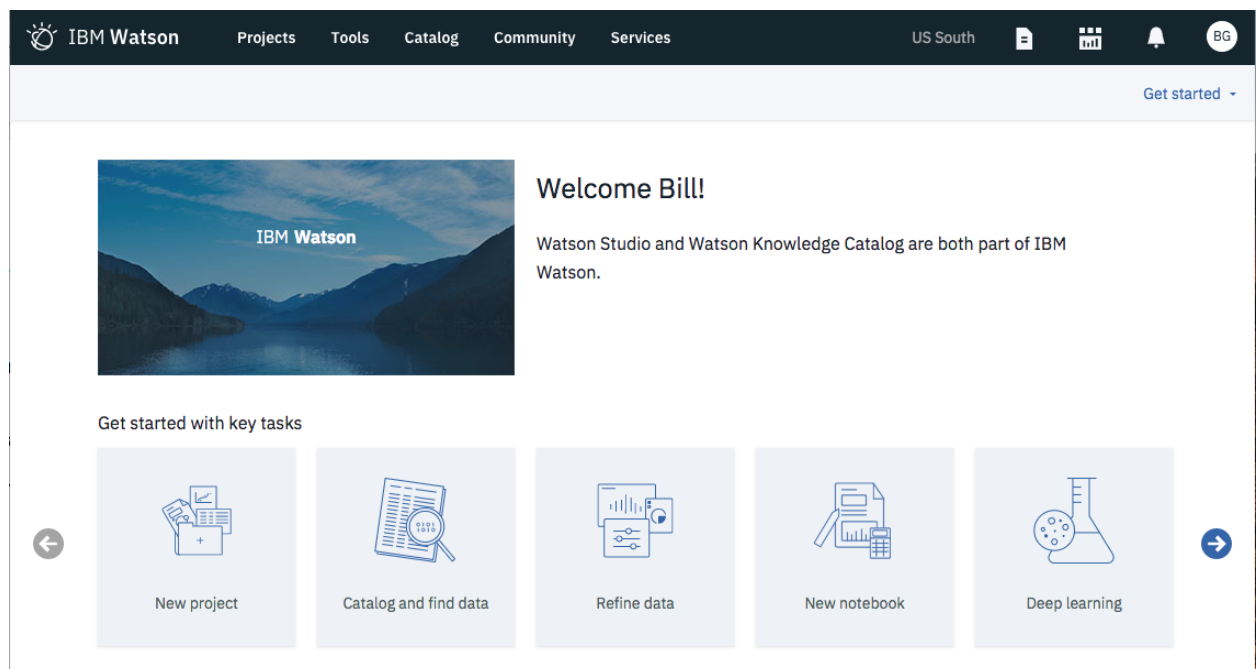 IBM Watson Projects Tools Catalog Community Services US South BG
Get started
IBM Watson
Welcome Bill!
Watson Studio and Watson Knowledge Catalog are both part of IBM
Watson.
Get started with key tasks
0101
1010
New project
Catalog and find data
Refine data
New notebook
Deep learning